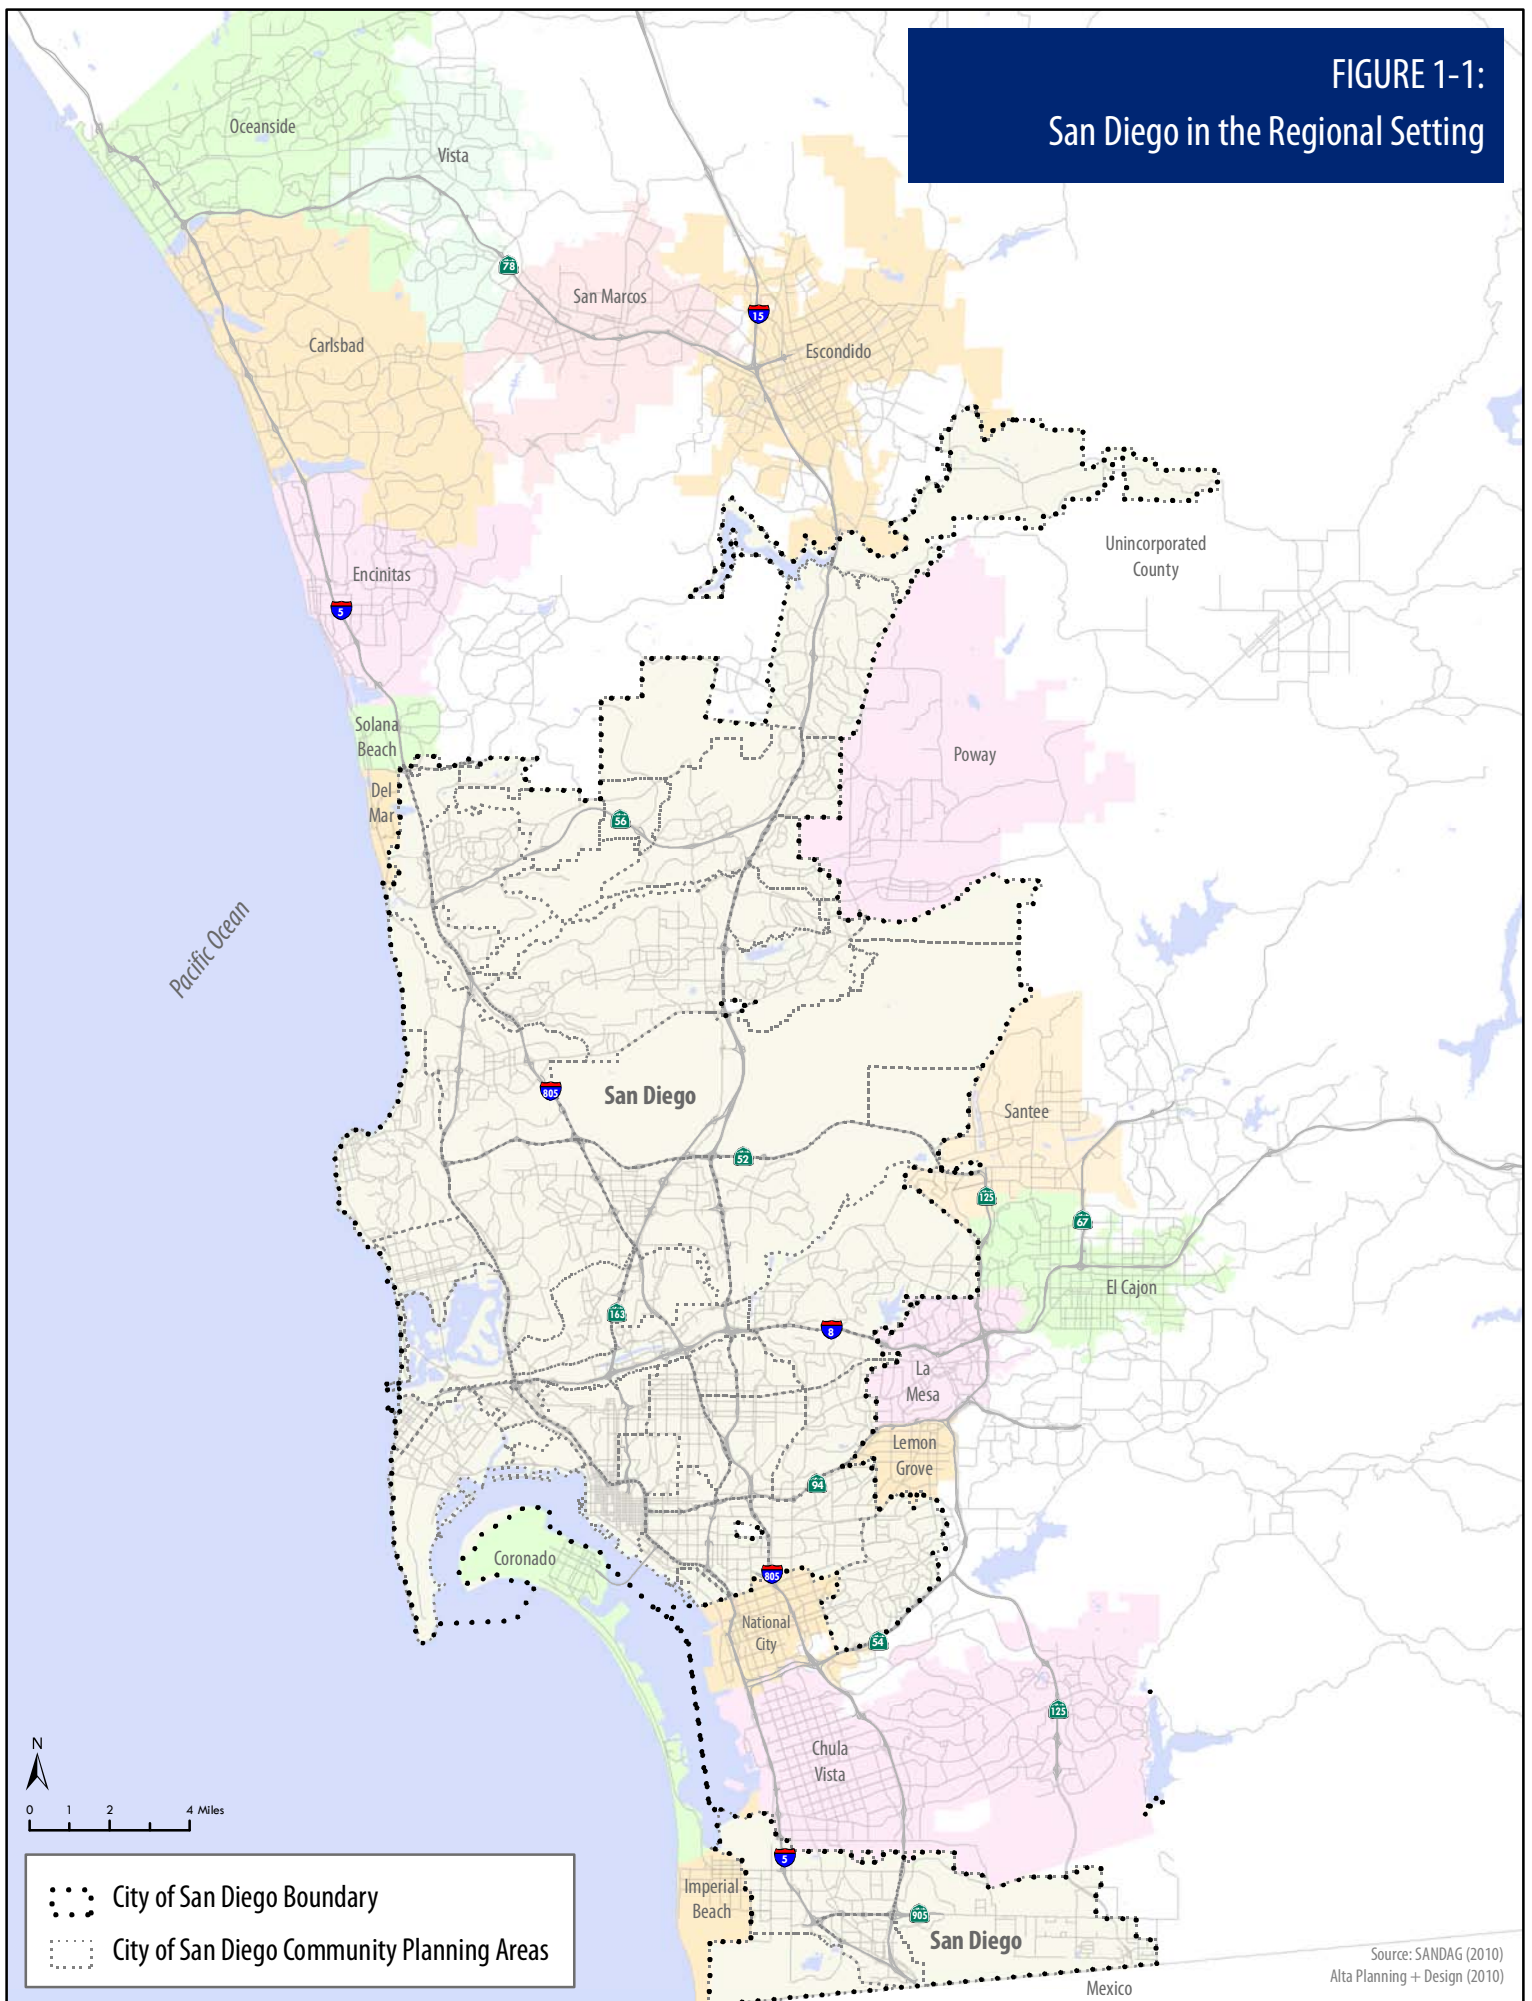 FIGURE 1-1:
San Diego in the Regional Setting
Oceanside
Vista
78
San Marcos
15
Carlsbad
Escondido
Unincorporated
County
Encinitas
5
Solana
Beach
Poway
Del
Mar
56
Pacific Ocean
805
San Diego
Santee
52
125
67
El Cajon
163
8
La
Mesa
Lemon
Grove
94
Coronado
805
National
City
54
125
Chula
Vista
N
0 1 2 4 Miles
5
Imperial
Beach
905
San Diego
Mexico
City of San Diego Boundary
City of San Diego Community Planning Areas
Source: SANDAG (2010)
Alta Planning + Design (2010)